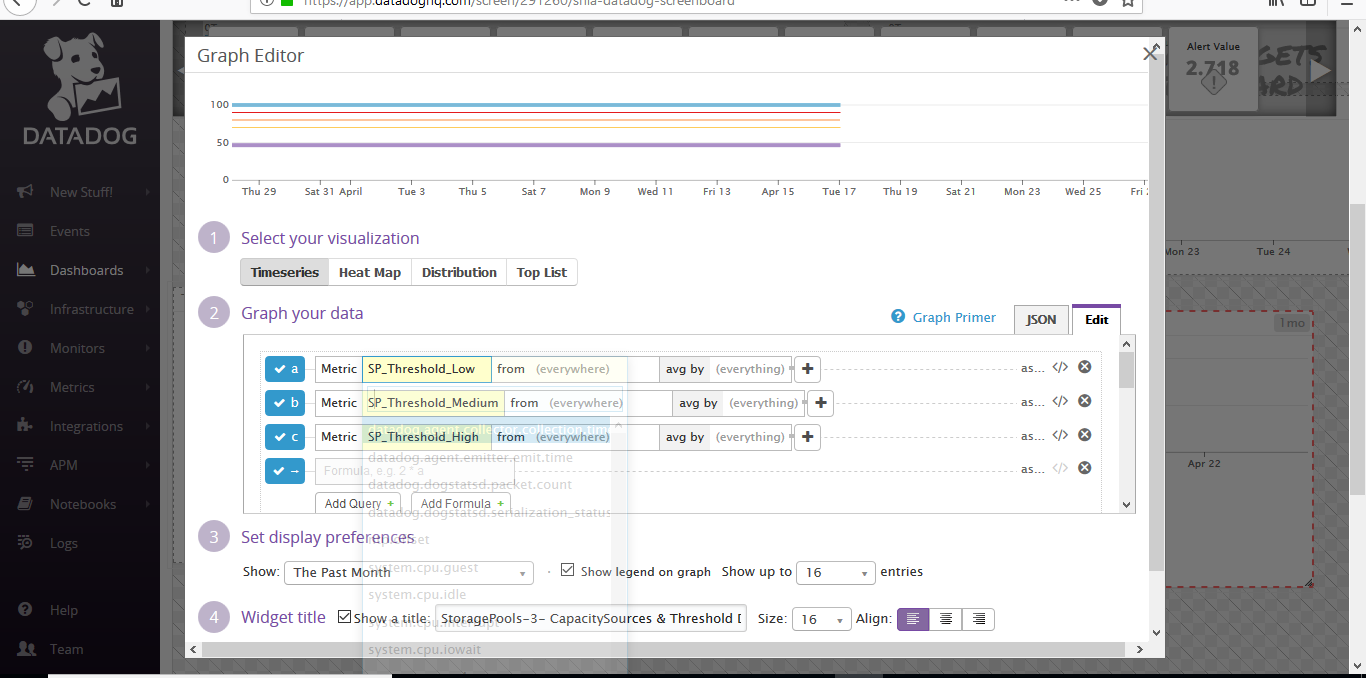 https://app.datadoghq.com/screen/291260/shla-datadog-screenboard
DATADOG
New Stuff!
Events
Dashboards
Infrastructure
Monitors
Metrics
Integrations
APM
Notebooks
Logs
Help
Team
Graph Editor
Alert Value
2.718
100
50
0
Thu 29 Sat 31 April Tue 3 Thu 5 Sat 7 Mon 9 Wed 11 Fri 13 Apr 15 Tue 17 Thu 19 Sat 21 Mon 23 Wed 25
Mon 23 Tue 24
1 Select your visualization
Timeseries Heat Map Distribution Top List
2 Graph your data
Graph Primer JSON Edit
1mo
a Metric SP_Threshold_Low from (everywhere) avg by (everything) + as... </>
b Metric SP_Threshold_Medium from (everywhere) avg by (everything) + as... </>
datadog.agent.collector.collection.time
c Metric SP_Threshold_High from (everywhere) avg by (everything) + as... </>
datadog.agent.emitter.emit.time
Apr 22
→ Formula, e.g. 2 * a as... </>
datadog.dogstatsd.packet.count
Add Query + Add Formula +
datadog.dogstatsd.serialization_status
3 Set display preferences
system.cpu.guest
Show: The Past Month Show legend on graph Show up to 16 entries
system.cpu.idle
4 Widget title Show a title: StoragePools-3- CapacitySources & Threshold Size: 16 Align:
system.cpu.interrupt
system.cpu.iowait